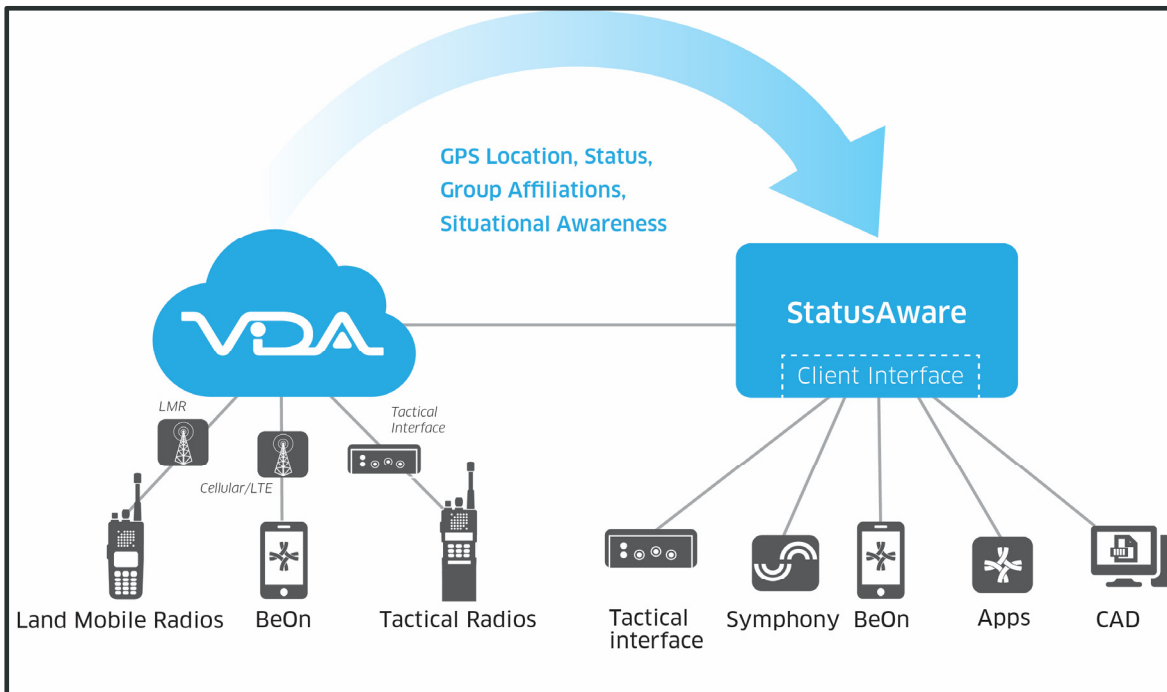 GPS Location, Status,
Group Affiliations,
Situational Awareness
VIDA
StatusAware
Client Interface
LMR
Tactical
Interface
Cellular/LTE
Land Mobile Radios
BeOn
Tactical Radios
Tactical
interface
Symphony
BeOn
Apps
CAD